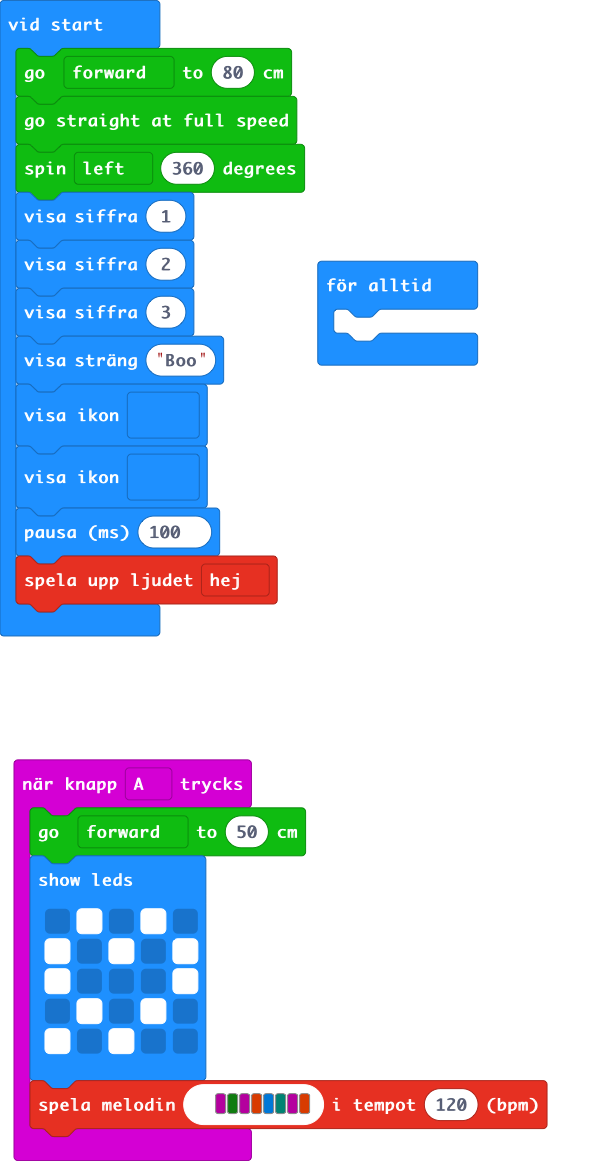 vid start
go forward to 80 cm
go straight at full speed
spin left 360 degrees
visa siffra 1
visa siffra 2
visa siffra 3
visa sträng "Boo"
visa ikon
visa ikon
pausa (ms) 100
spela upp ljudet hej
för alltid
när knapp A trycks
go forward to 50 cm
show leds
spela melodin i tempot 120 (bpm)